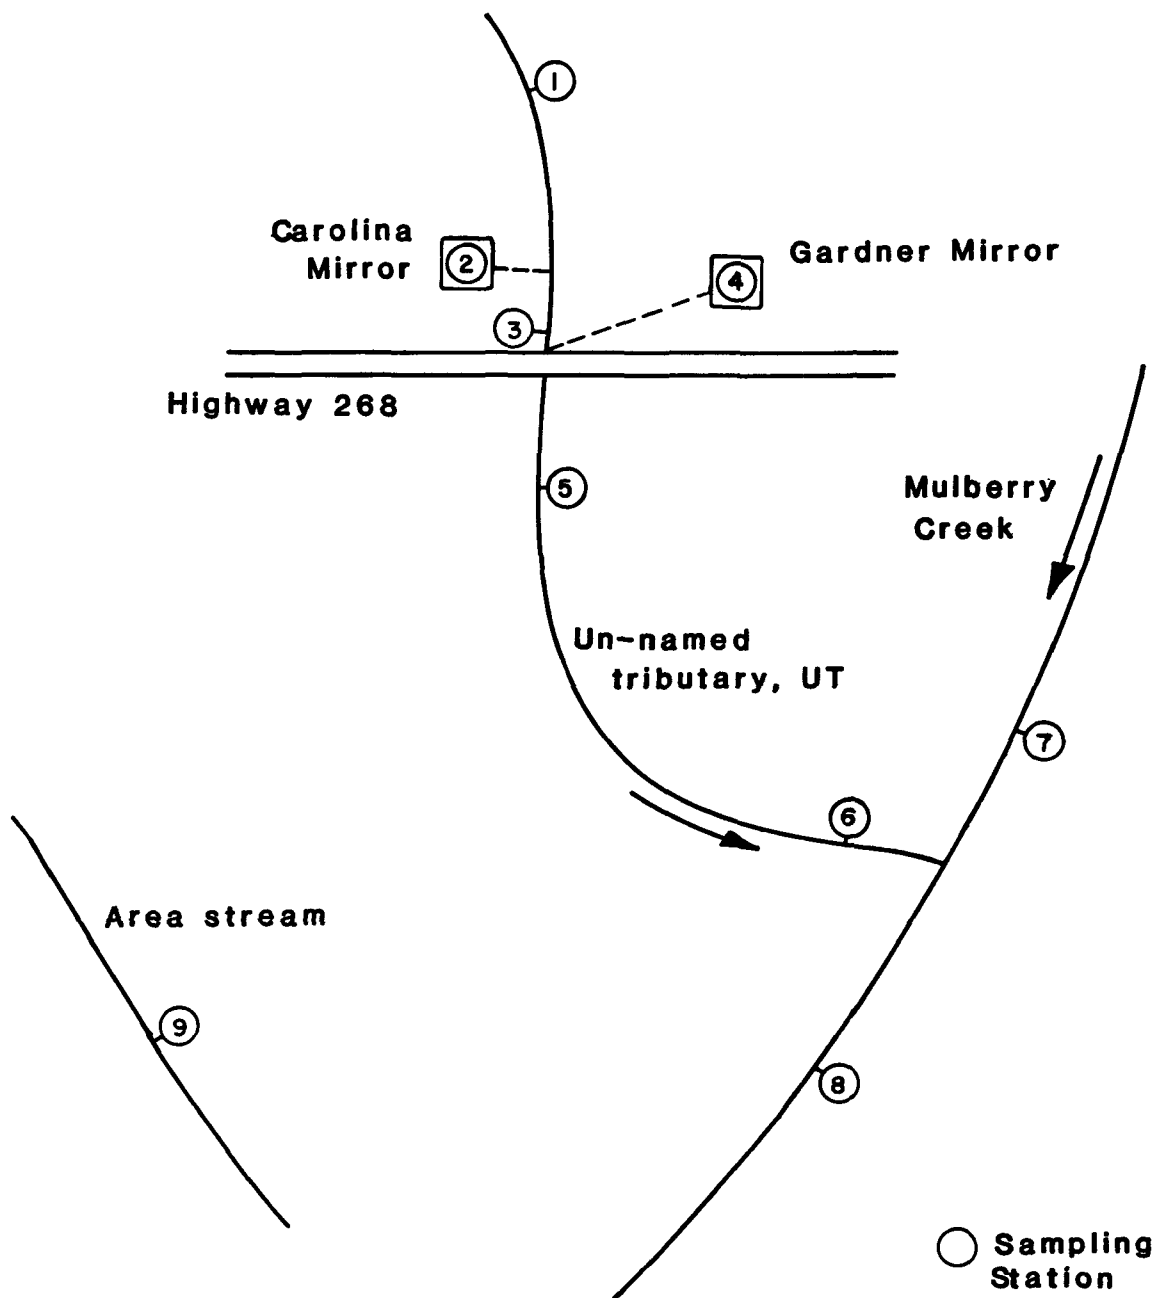 1
Carolina
Mirror
2
Gardner Mirror
4
3
Highway 268
5
Mulberry
Creek
Un-named
tributary, UT
7
6
Area stream
9
8
Sampling
Station